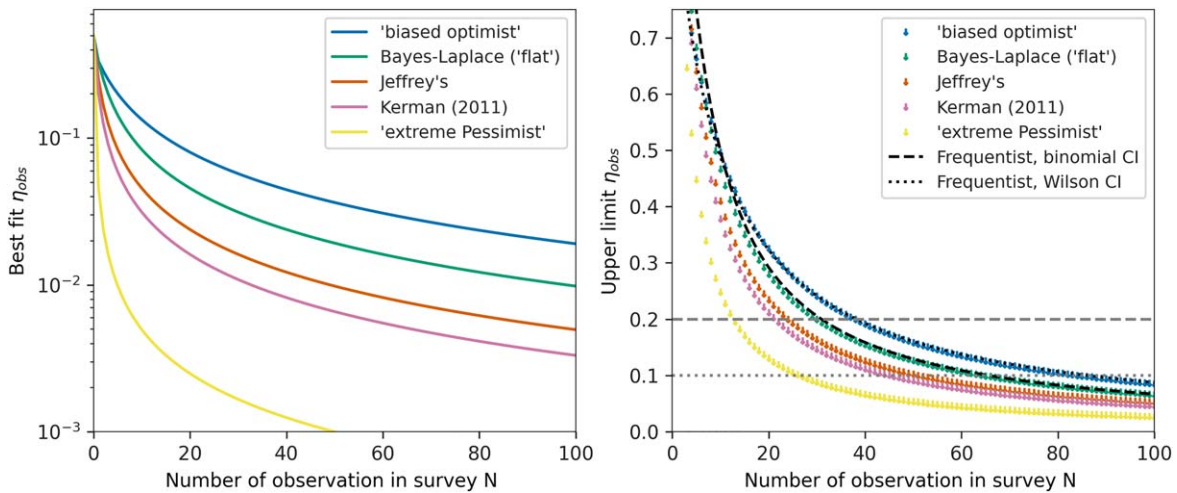 'biased optimist'
Bayes-Laplace ('flat')
Jeffrey's
Kerman (2011)
'extreme Pessimist'
10⁻¹
10⁻²
10⁻³
Best fit ηobs
0 20 40 60 80 100
Number of observation in survey N
'biased optimist'
Bayes-Laplace ('flat')
Jeffrey's
Kerman (2011)
'extreme Pessimist'
Frequentist, binomial CI
Frequentist, Wilson CI
0.7
0.6
0.5
0.4
0.3
0.2
0.1
0.0
Upper limit ηobs
0 20 40 60 80 100
Number of observation in survey N